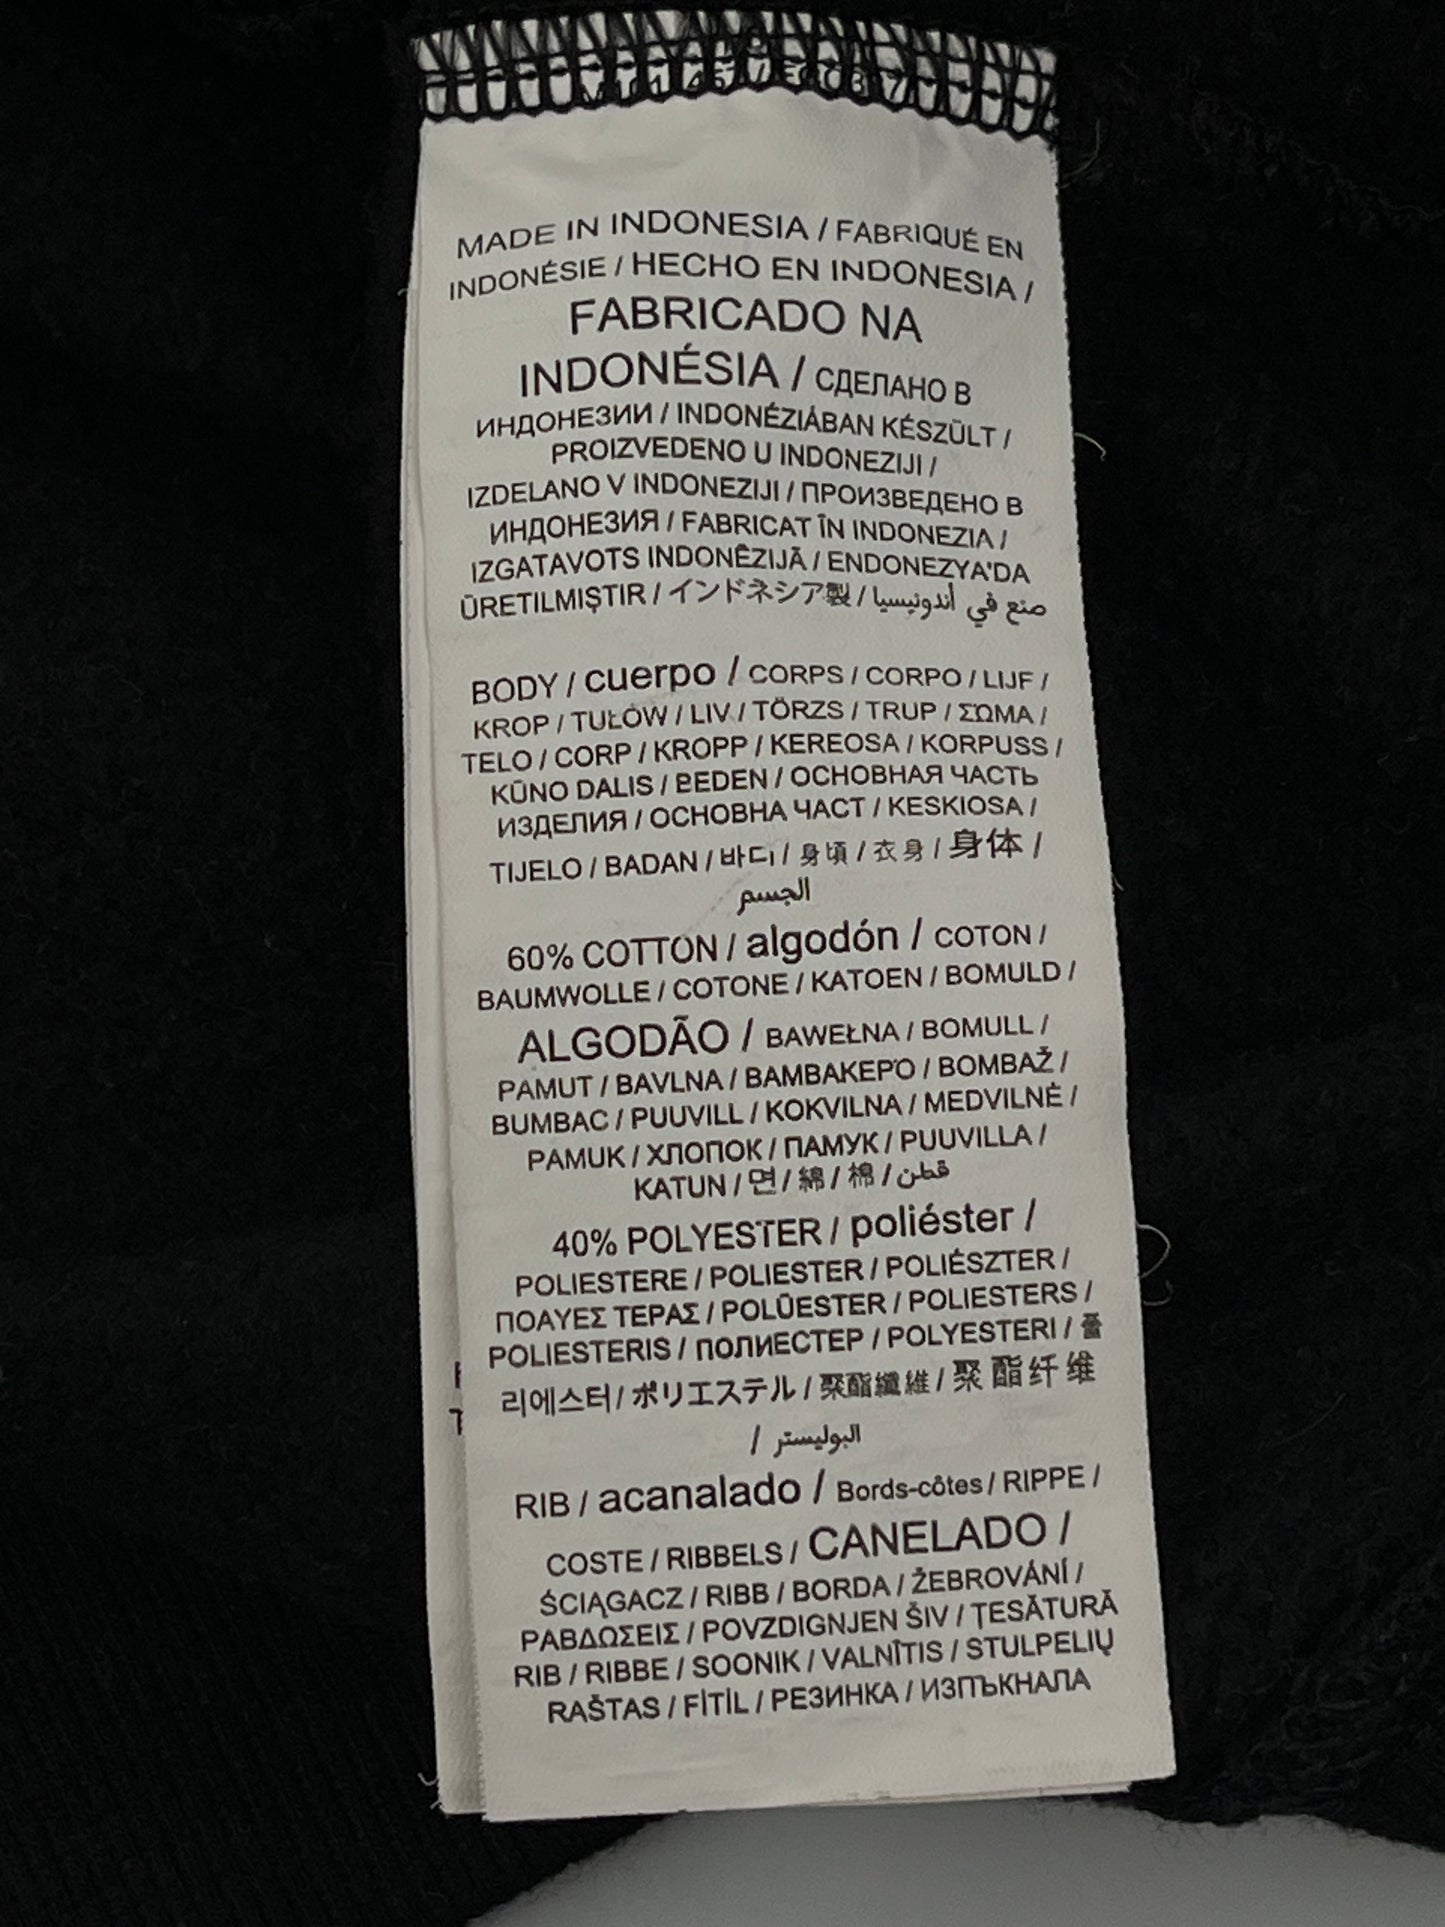 MADE IN INDONESIA / FABRIQUÉ EN
INDONÉSIE / HECHO EN INDONESIA /
FABRICADO NA
INDONÉSIA / СДЕЛАНО В
ИНДОНЕЗИИ / INDONÉZIÁBAN KÉSZÜLT /
PROIZVEDENO U INDONEZIJI /
IZDELANO V INDONEZIJI / ПРОИЗВЕДЕНО В
ИНДОНЕЗИЯ / FABRICAT ÎN INDONEZIA /
IZGATAVOTS INDONĒZIJĀ / ENDONEZYA'DA
ÜRETILMIŞTIR / インドネシア製 / صنع في أندونيسيا
BODY / cuerpo / CORPS / CORPO / LIJF /
KROP / TUŁÓW / LIV / TÖRZS / TRUP / ΣΏΜΑ /
TELO / CORP / KROPP / KEREOSA / KORPUSS /
KŪNO DALIS / BEDEN / ОСНОВНАЯ ЧАСТЬ
ИЗДЕЛИЯ / ОСНОВНА ЧАСТ / KESKIOSA /
TIJELO / BADAN / 바디 / 身頃 / 衣身 / 身体 /
الجسم
60% COTTON / algodón / COTON /
BAUMWOLLE / COTONE / KATOEN / BOMULD /
ALGODÃO / BAWEŁNA / BOMULL /
PAMUT / BAVLNA / ΒΑΜΒΑΚΕΡΌ / BOMBAŽ /
BUMBAC / PUUVILL / KOKVILNA / MEDVILNĖ /
PAMUK / ХЛОПОК / ПАМУК / PUUVILLA /
KATUN / 면 / 綿 / 棉 / قطن
40% POLYESTER / poliéster /
POLIESTERE / POLIESTER / POLIÉSZTER /
ΠΟΛΥΕΣ ΤΕΡΑΣ / POLÜESTER / POLIESTERS /
POLIESTERIS / ПОЛИЕСТЕР / POLYESTERI / 폴
리에스터 / ポリエステル / 聚酯纖維 / 聚酯纤维
/ البوليستر
RIB / acanalado / Bords-côtes / RIPPE /
COSTE / RIBBELS / CANELADO /
ŚCIĄGACZ / RIBB / BORDA / ŽEBROVÁNÍ /
ΡΑΒΔΩΣΕΙΣ / POVZDIGNJEN ŠIV / ŢESĂTURĂ
RIB / RIBBE / SOONIK / VALNĪTIS / STULPELIŲ
RAŠTAS / FİTİL / РЕЗИНКА / ИЗПЪКНАЛА